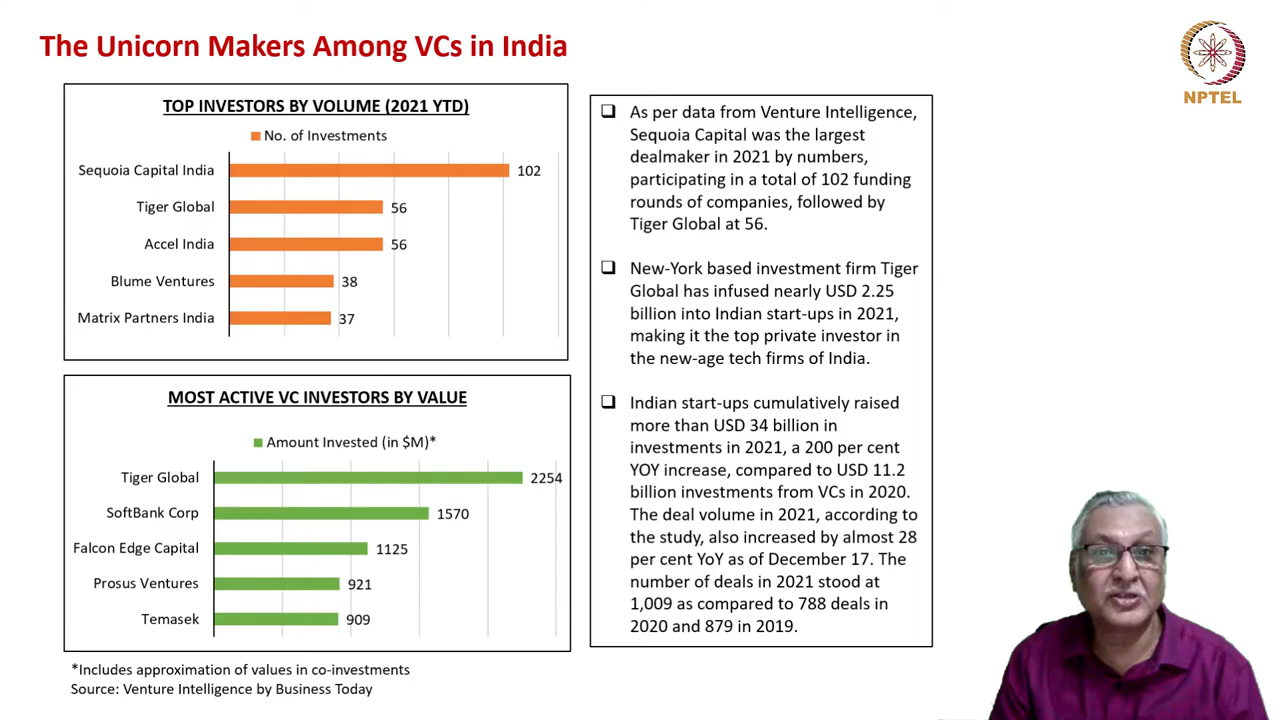 The Unicorn Makers Among VCs in India
NPTEL
TOP INVESTORS BY VOLUME (2021 YTD)
No. of Investments
Sequoia Capital India 102
Tiger Global 56
Accel India 56
Blume Ventures 38
Matrix Partners India 37
MOST ACTIVE VC INVESTORS BY VALUE
Amount Invested (in $M)*
Tiger Global 2254
SoftBank Corp 1570
Falcon Edge Capital 1125
Prosus Ventures 921
Temasek 909
*Includes approximation of values in co-investments
Source: Venture Intelligence by Business Today
As per data from Venture Intelligence,
Sequoia Capital was the largest
dealmaker in 2021 by numbers,
participating in a total of 102 funding
rounds of companies, followed by
Tiger Global at 56.
New-York based investment firm Tiger
Global has infused nearly USD 2.25
billion into Indian start-ups in 2021,
making it the top private investor in
the new-age tech firms of India.
Indian start-ups cumulatively raised
more than USD 34 billion in
investments in 2021, a 200 per cent
YOY increase, compared to USD 11.2
billion investments from VCs in 2020.
The deal volume in 2021, according to
the study, also increased by almost 28
per cent YoY as of December 17. The
number of deals in 2021 stood at
1,009 as compared to 788 deals in
2020 and 879 in 2019.